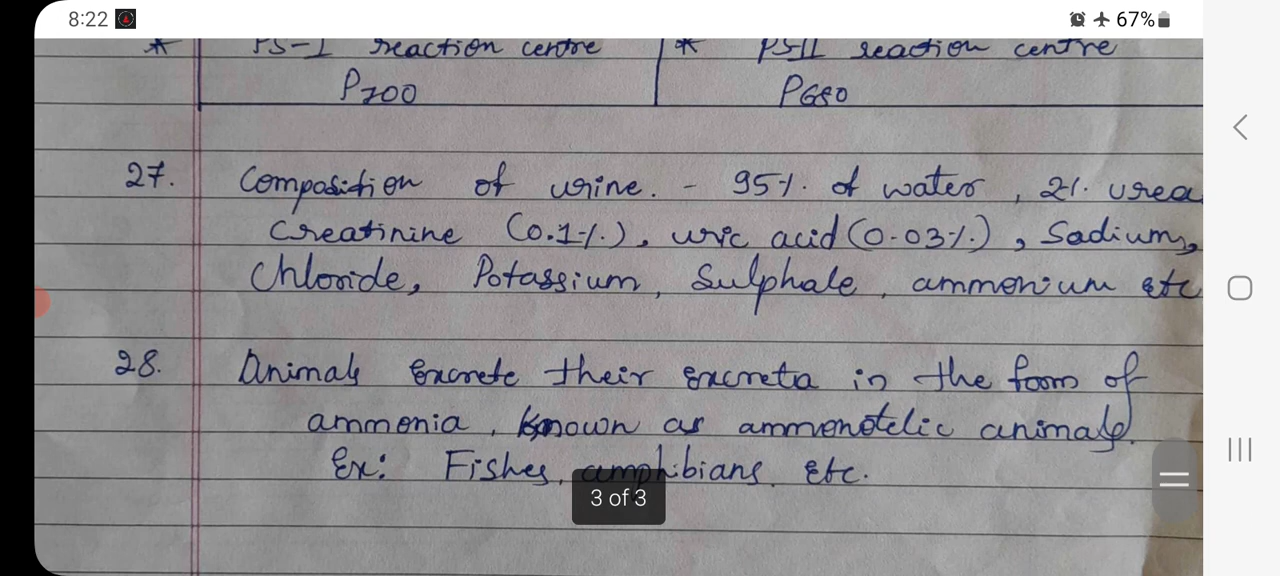 8:22 67%
* PS-I reaction centre * PSII reaction centre
P700 P680
27. Composition of urine. - 95%. of water, 2%. urea
Creatinine (0.1%.), uric acid (0.03%.), Sadium,
Chloride, Potassium, Sulphale, ammonium etc
28. Animals Excrete their excreta in the form of
ammonia, known as ammonotelic animals.
Ex: Fishes, amphibians, Etc.
3 of 3